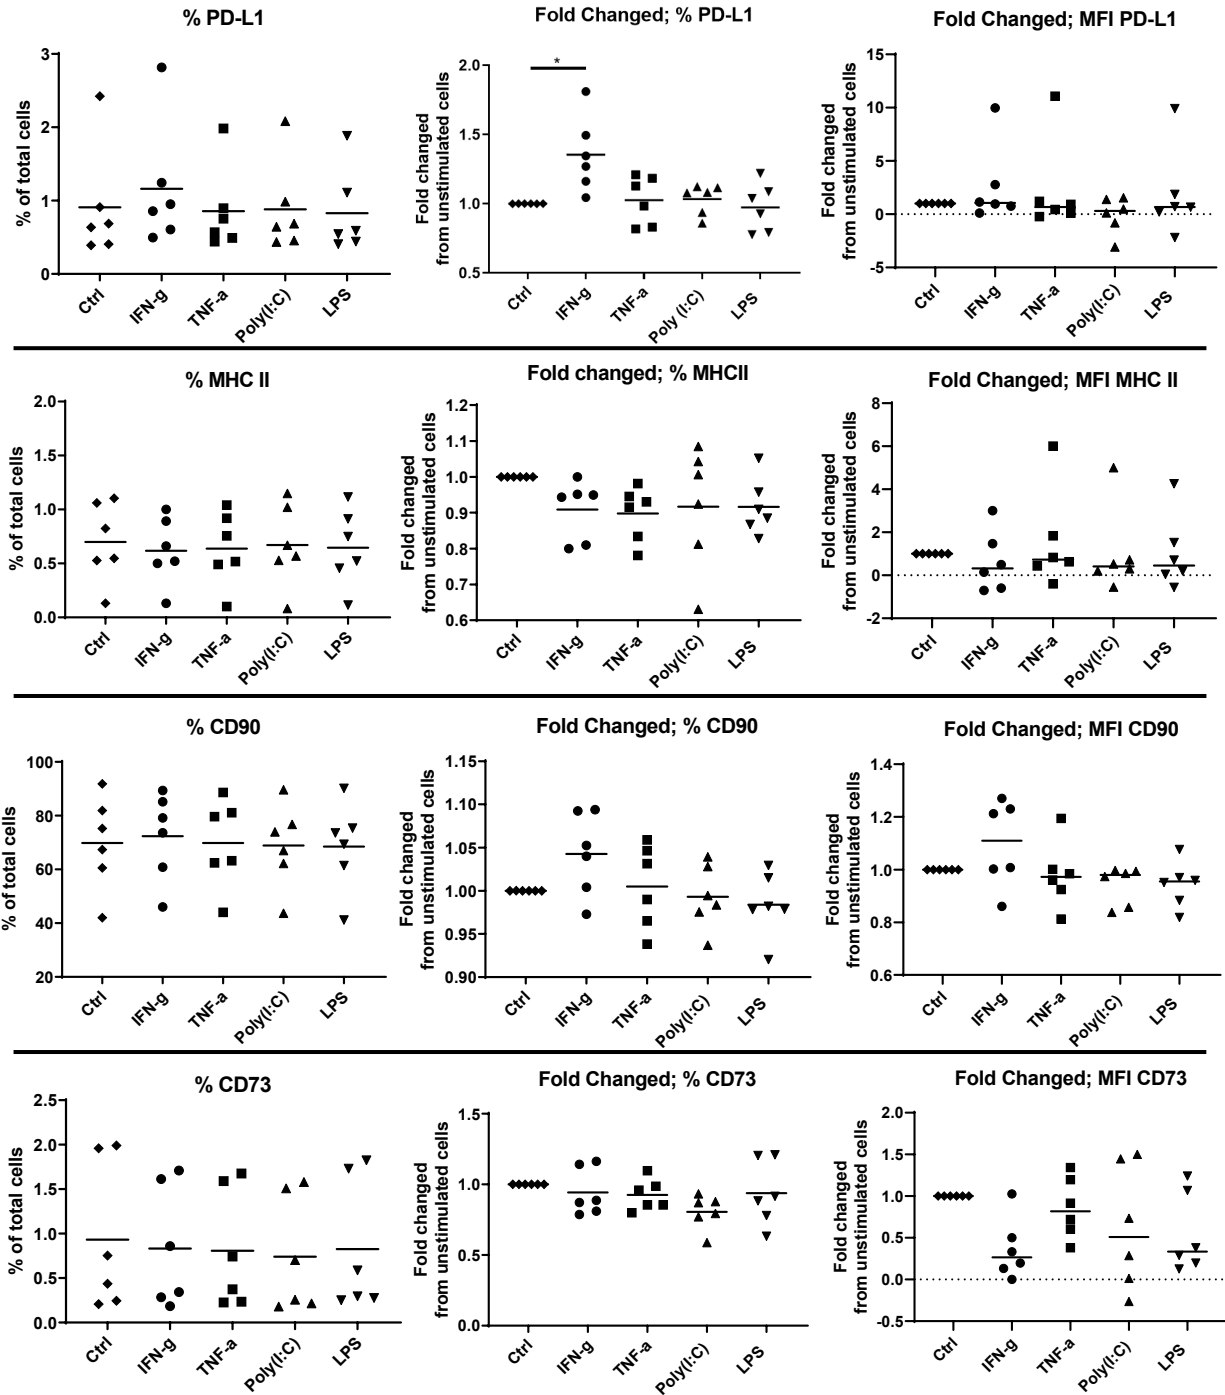 % PD-L1
% of total cells
3
2
1
0
Ctrl
IFN-g
TNF-a
Poly(I:C)
LPS
Fold Changed; % PD-L1
Fold changed
from unstimulated cells
2.0
1.5
1.0
0.5
*
Ctrl
IFN-g
TNF-a
Poly (I:C)
LPS
Fold Changed; MFI PD-L1
Fold changed
from unstimulated cells
15
10
5
0
-5
Ctrl
IFN-g
TNF-a
Poly(I:C)
LPS
% MHC II
% of total cells
2.0
1.5
1.0
0.5
0.0
Ctrl
IFN-g
TNF-a
Poly(I:C)
LPS
Fold changed; % MHCII
Fold changed
from unstimulated cells
1.2
1.1
1.0
0.9
0.8
0.7
0.6
Ctrl
IFN-g
TNF-a
Poly(I:C)
LPS
Fold Changed; MFI MHC II
Fold changed
from unstimulated cells
8
6
4
2
0
-2
Ctrl
IFN-g
TNF-a
Poly(I:C)
LPS
% CD90
% of total cells
100
80
60
40
20
Ctrl
IFN-g
TNF-a
Poly(I:C)
LPS
Fold Changed; % CD90
Fold changed
from unstimulated cells
1.15
1.10
1.05
1.00
0.95
0.90
Ctrl
IFN-g
TNF-a
Poly(I:C)
LPS
Fold Changed; MFI CD90
Fold changed
from unstimulated cells
1.4
1.2
1.0
0.8
0.6
Ctrl
IFN-g
TNF-a
Poly(I:C)
LPS
% CD73
% of total cells
2.5
2.0
1.5
1.0
0.5
0.0
Ctrl
IFN-g
TNF-a
Poly(I:C)
LPS
Fold Changed; % CD73
Fold changed
from unstimulated cells
1.5
1.0
0.5
0.0
Ctrl
IFN-g
TNF-a
Poly(I:C)
LPS
Fold Changed; MFI CD73
Fold changed
from unstimulated cells
2.0
1.5
1.0
0.5
0.0
-0.5
Ctrl
IFN-g
TNF-a
Poly(I:C)
LPS